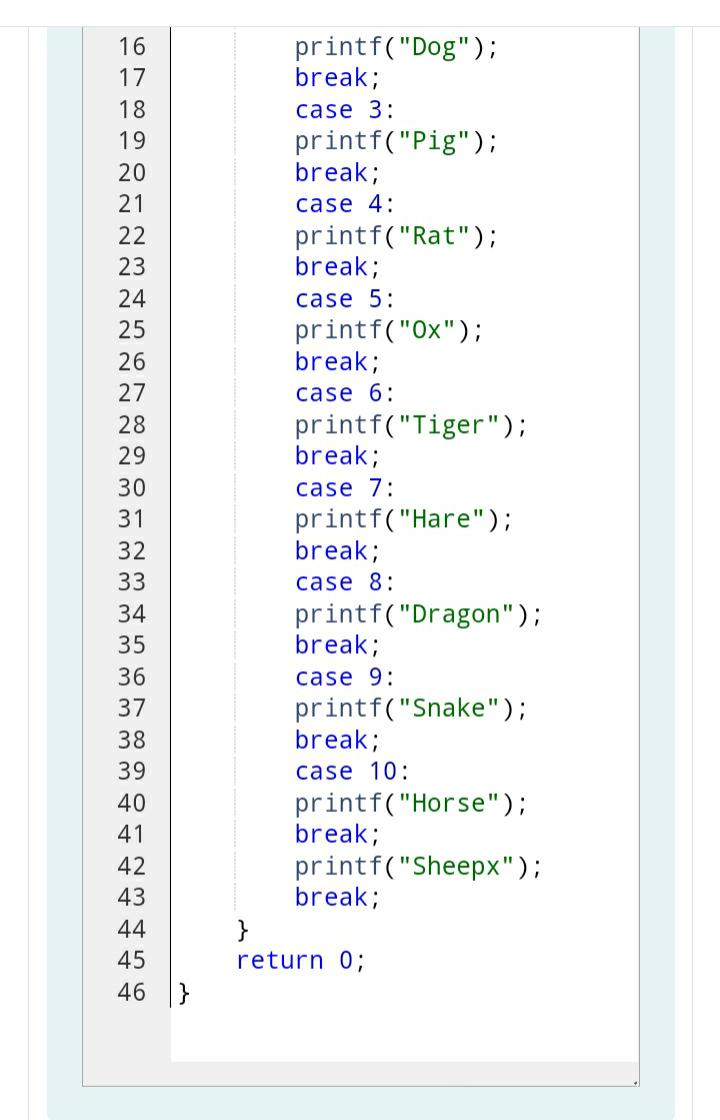 16 printf("Dog");
17 break;
18 case 3:
19 printf("Pig");
20 break;
21 case 4:
22 printf("Rat");
23 break;
24 case 5:
25 printf("Ox");
26 break;
27 case 6:
28 printf("Tiger");
29 break;
30 case 7:
31 printf("Hare");
32 break;
33 case 8:
34 printf("Dragon");
35 break;
36 case 9:
37 printf("Snake");
38 break;
39 case 10:
40 printf("Horse");
41 break;
42 printf("Sheepx");
43 break;
44 }
45 return 0;
46 }